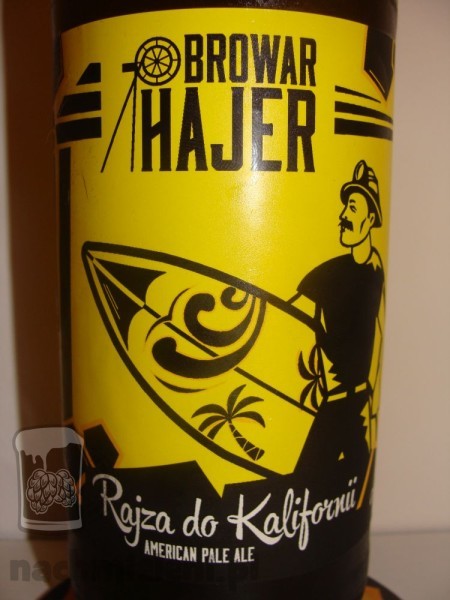 BROWAR
HAJER
Rajza do Kalifornii
AMERICAN PALE ALE